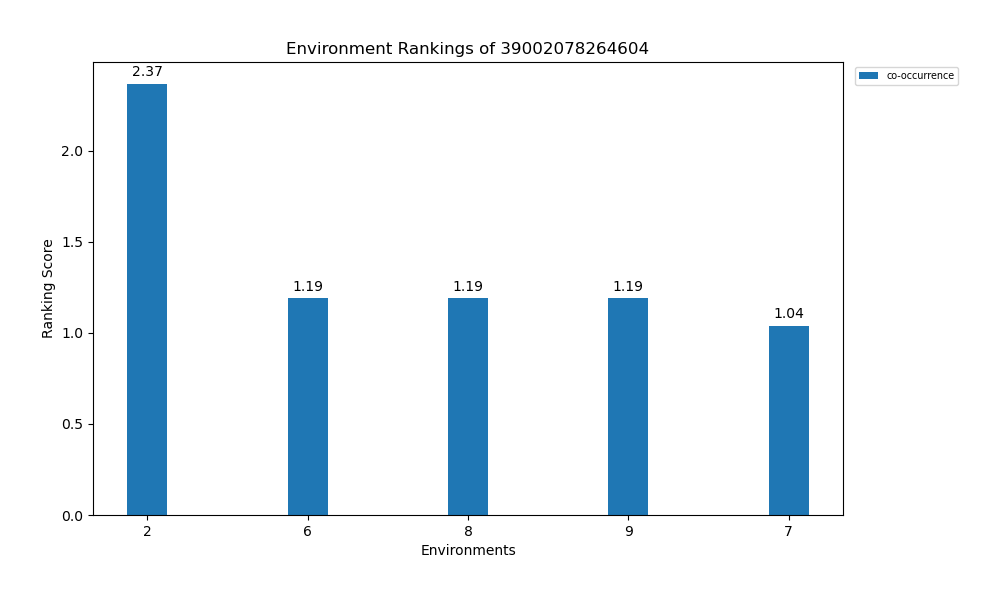 Environment Rankings of 39002078264604
co-occurrence
2.37
1.19
1.19
1.19
1.04
2.0
1.5
1.0
0.5
0.0
Ranking Score
2 6 8 9 7
Environments